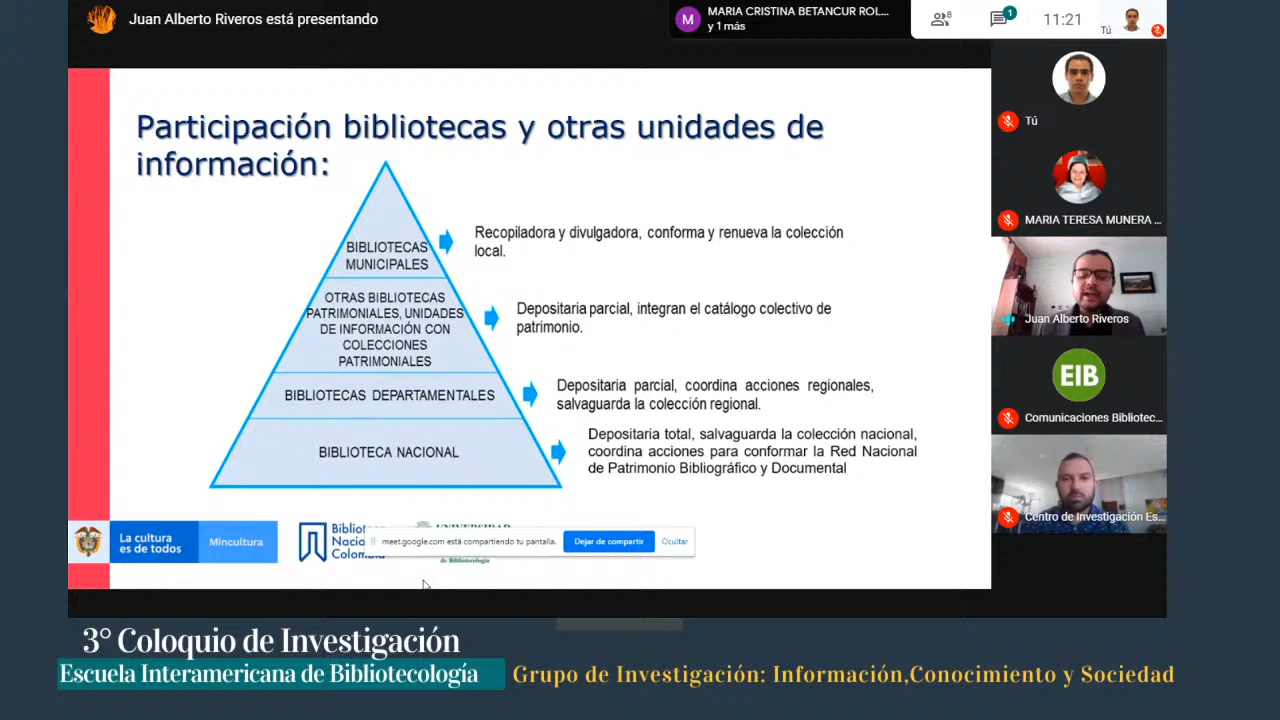 Juan Alberto Riveros está presentando
M
MARIA CRISTINA BETANCUR ROL...
y 1 más
8
1
11:21
Tú
Tú
MARIA TERESA MUNERA ...
Juan Alberto Riveros
EIB
Comunicaciones Bibliotec...
Centro de Investigación Es...
Participación bibliotecas y otras unidades de
información:
BIBLIOTECAS
MUNICIPALES
Recopiladora y divulgadora, conforma y renueva la colección
local.
OTRAS BIBLIOTECAS
PATRIMONIALES, UNIDADES
DE INFORMACIÓN CON
COLECCIONES
PATRIMONIALES
Depositaria parcial, integran el catálogo colectivo de
patrimonio.
BIBLIOTECAS DEPARTAMENTALES
Depositaria parcial, coordina acciones regionales,
salvaguarda la colección regional.
BIBLIOTECA NACIONAL
Depositaria total, salvaguarda la colección nacional,
coordina acciones para conformar la Red Nacional
de Patrimonio Bibliográfico y Documental
La cultura
es de todos
Mincultura
meet.google.com está compartiendo tu pantalla.
Dejar de compartir
Ocultar
de Bibliotecología
3° Coloquio de Investigación
Escuela Interamericana de Bibliotecología
Grupo de Investigación: Información,Conocimiento y Sociedad